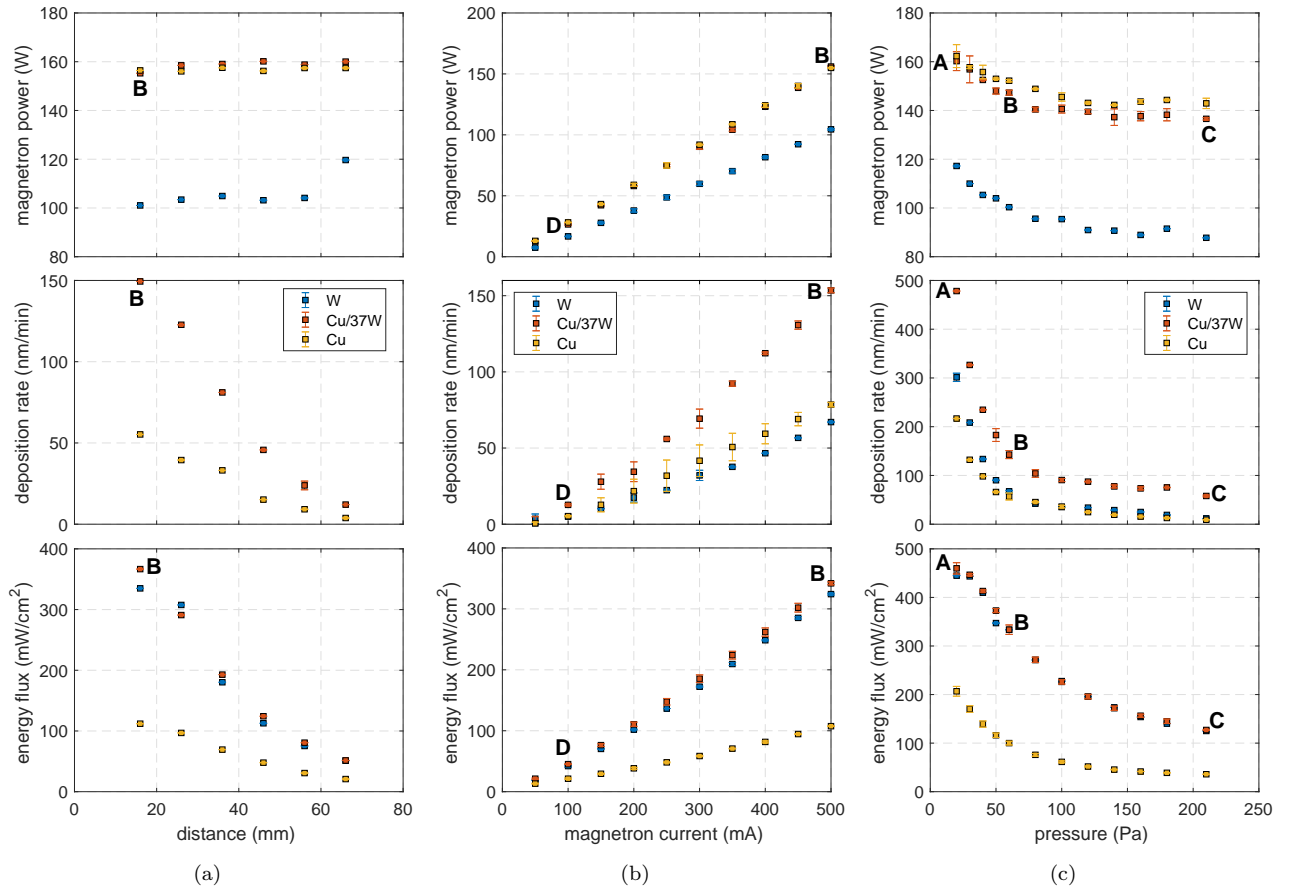 magnetron power (W)
180
160
140
120
100
80
B
magnetron power (W)
200
150
100
50
0
D
B
magnetron power (W)
180
160
140
120
100
80
A
B
C
deposition rate (nm/min)
150
100
50
0
B
W
Cu/37W
Cu
deposition rate (nm/min)
150
100
50
0
W
Cu/37W
Cu
D
B
deposition rate (nm/min)
500
400
300
200
100
0
A
B
C
W
Cu/37W
Cu
energy flux (mW/cm²)
400
300
200
100
0
B
0 20 40 60 80
distance (mm)
energy flux (mW/cm²)
400
300
200
100
0
D
B
0 100 200 300 400 500
magnetron current (mA)
energy flux (mW/cm²)
500
400
300
200
100
0
A
B
C
0 50 100 150 200 250
pressure (Pa)
(a)
(b)
(c)